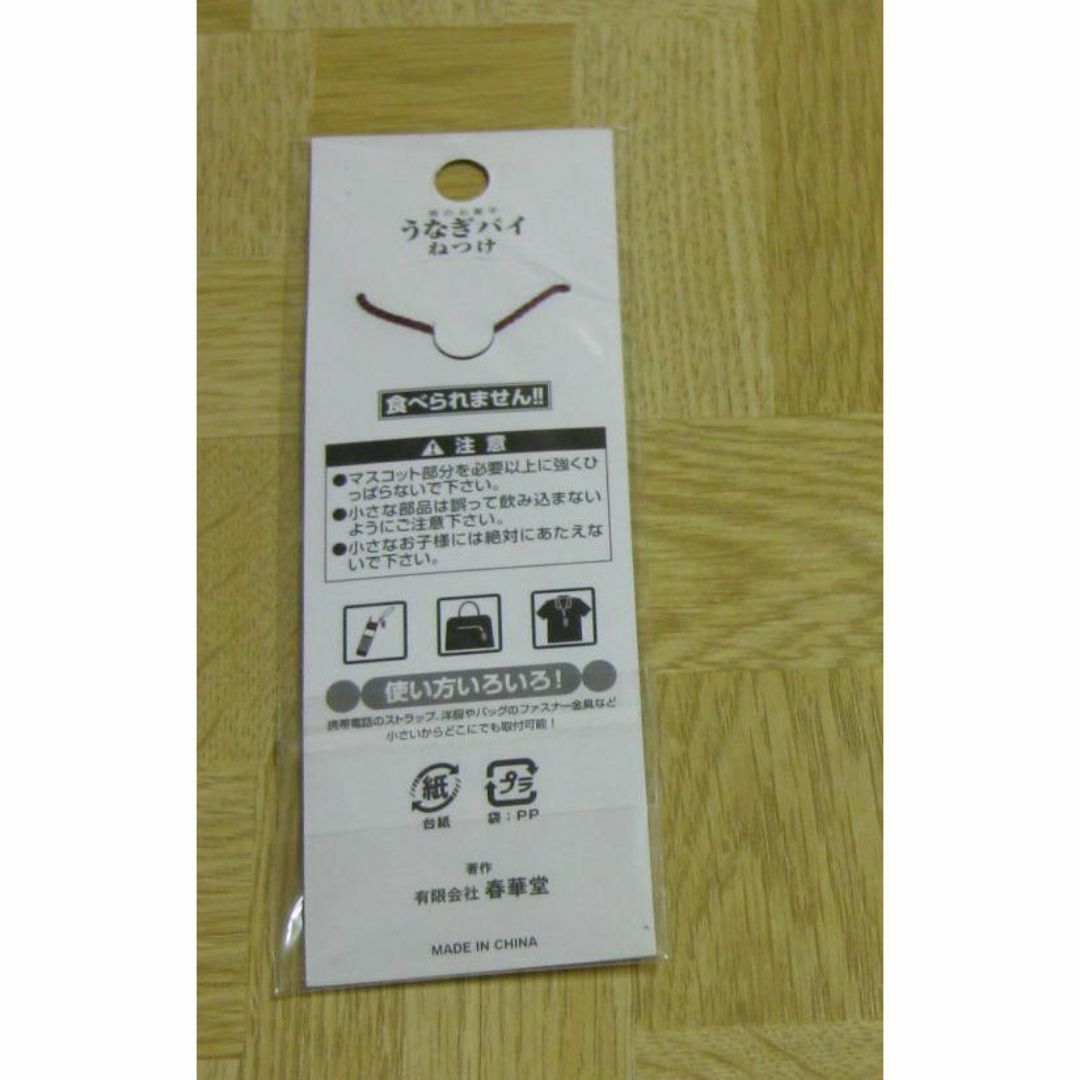 夜のお菓子
うなぎパイ
ねつけ
食べられません!!
注意
●マスコット部分を必要以上に強くひ
っぱらないで下さい。
●小さな部品は誤って飲み込まない
ようにご注意下さい。
●小さなお子様には絶対にあたえな
いで下さい。
使い方いろいろ！
携帯電話のストラップ、洋服やバッグのファスナー金具など
小さいからどこにでも取付可能！
紙 プラ
台紙 袋：PP
著作
有限会社 春華堂
MADE IN CHINA